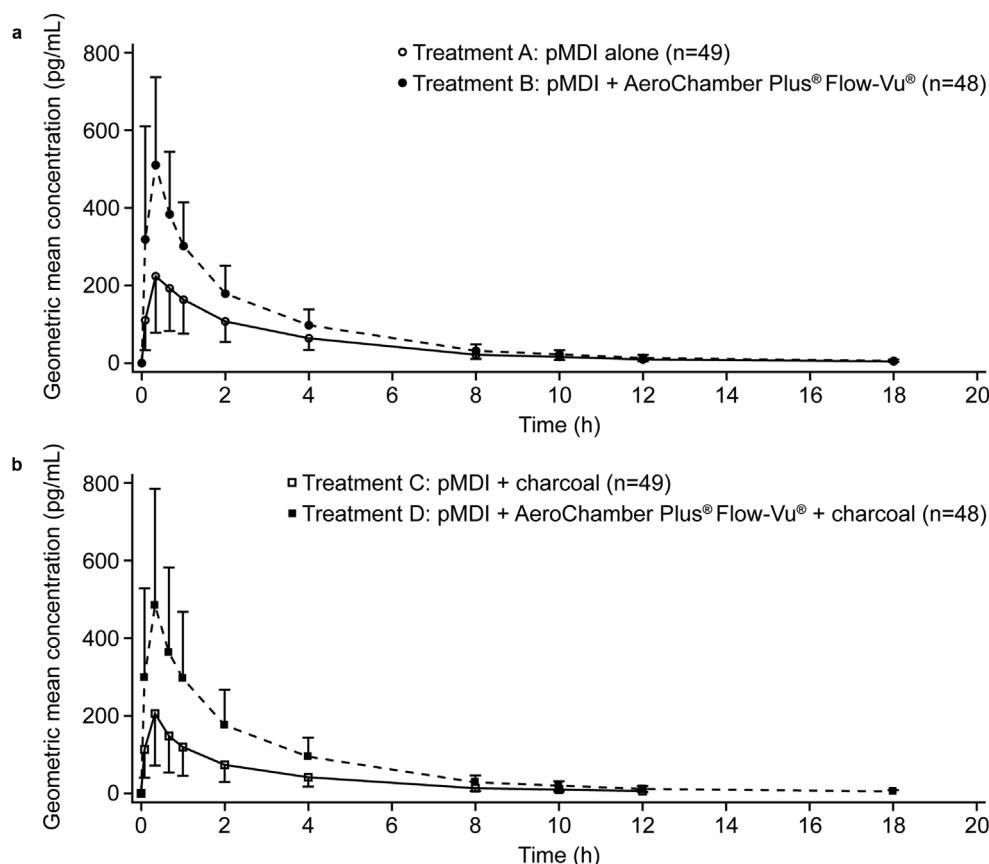 a
Geometric mean concentration (pg/mL)
800
600
400
200
0
Treatment A: pMDI alone (n=49)
Treatment B: pMDI + AeroChamber Plus® Flow-Vu® (n=48)
0 2 4 6 8 10 12 14 16 18 20
Time (h)
b
Geometric mean concentration (pg/mL)
800
600
400
200
0
Treatment C: pMDI + charcoal (n=49)
Treatment D: pMDI + AeroChamber Plus® Flow-Vu® + charcoal (n=48)
0 2 4 6 8 10 12 14 16 18 20
Time (h)